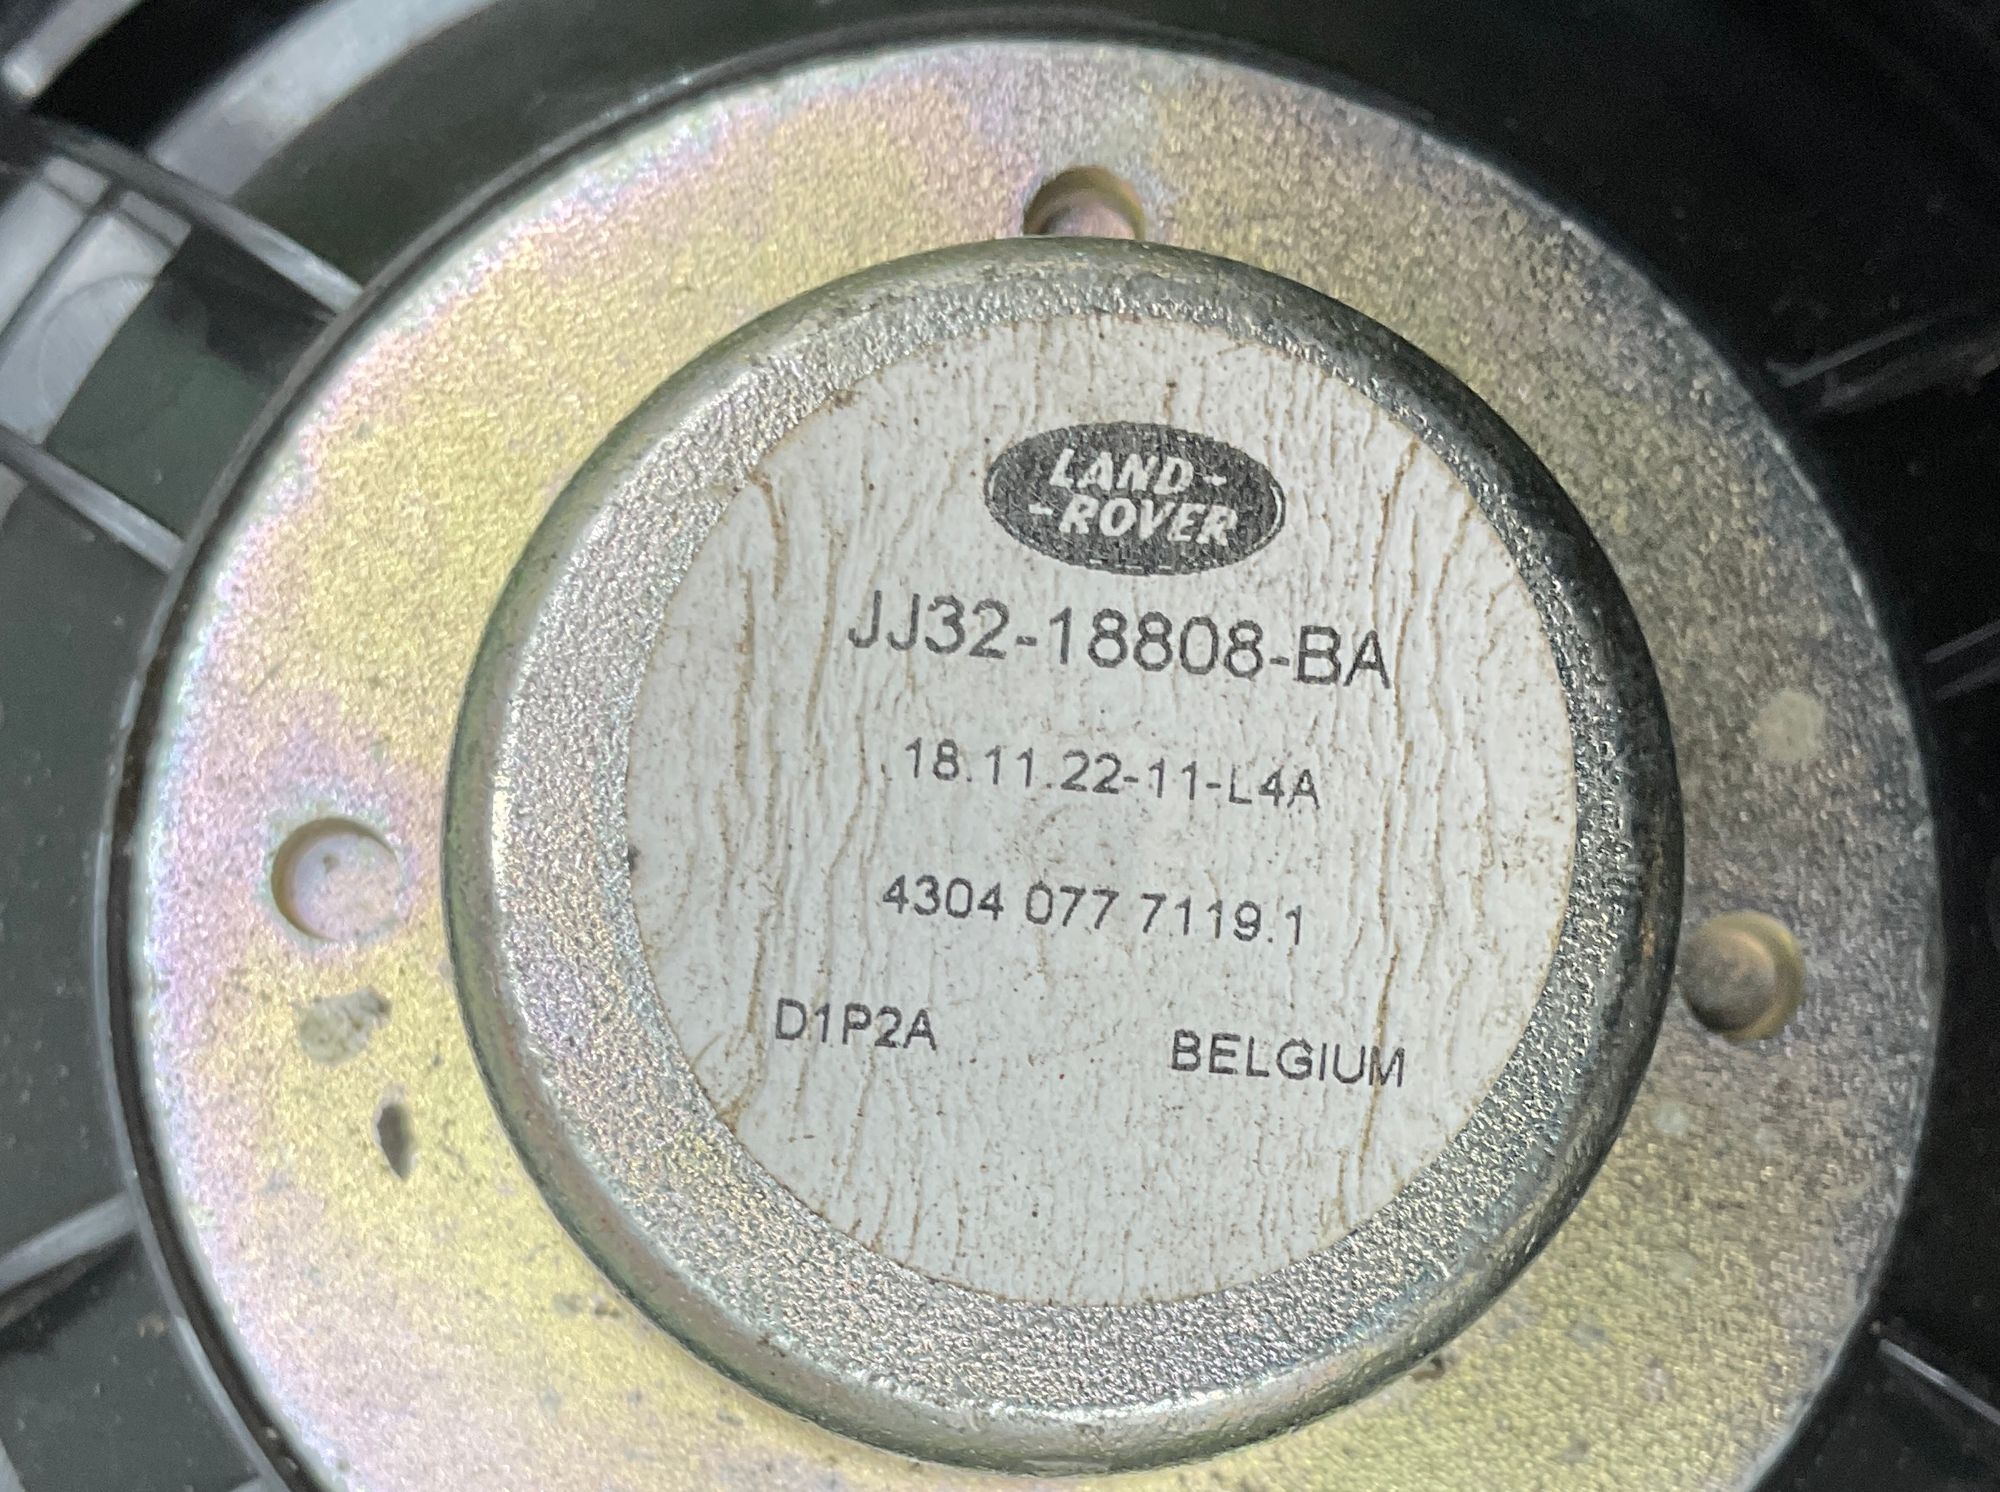 LAND-
-ROVER
JJ32-18808-BA
18.11.22-11-L4A
4304 077 7119.1
D1P2A BELGIUM